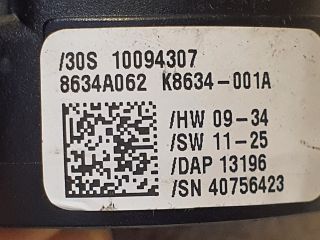 /30S 10094307
8634A062 K8634-001A
/HW 09-34
/SW 11-25
/DAP 13196
/SN 40756423